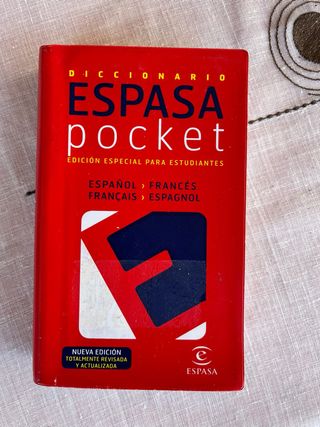 DICCIONARIO
ESPASA
pocket
EDICIÓN ESPECIAL PARA ESTUDIANTES
ESPAÑOL › FRANCÉS
FRANÇAIS › ESPAGNOL
NUEVA EDICIÓN
TOTALMENTE REVISADA
Y ACTUALIZADA
ESPASA